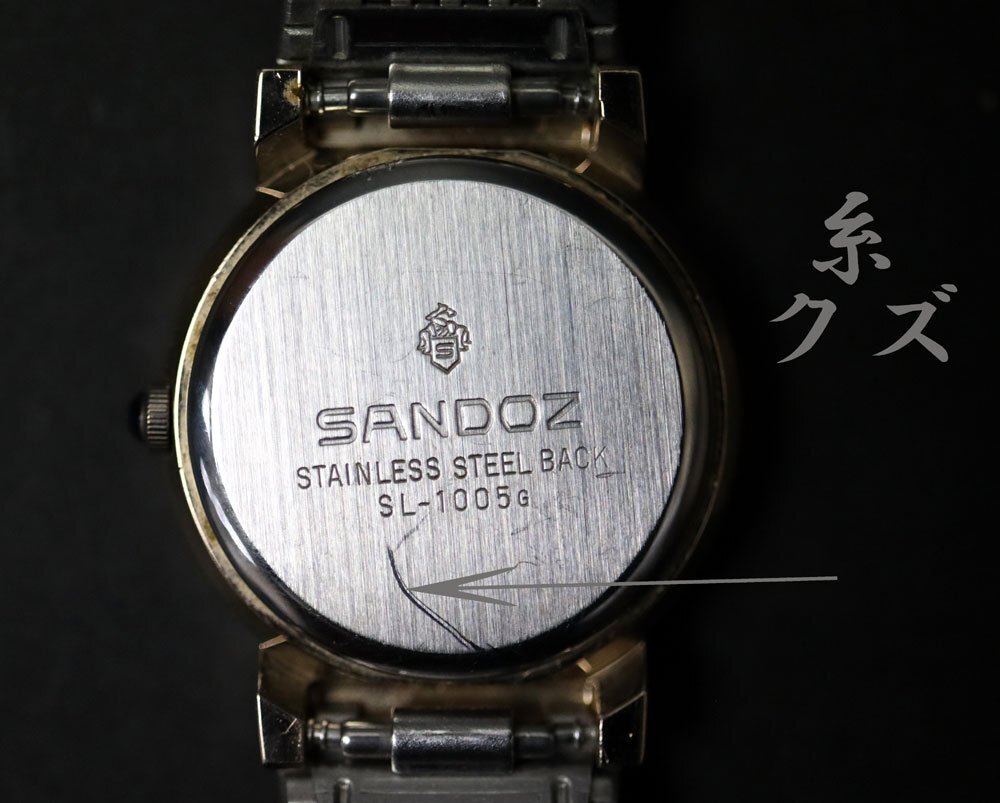 S
SANDOZ
STAINLESS STEEL BACK
SL-1005G
糸
クズ